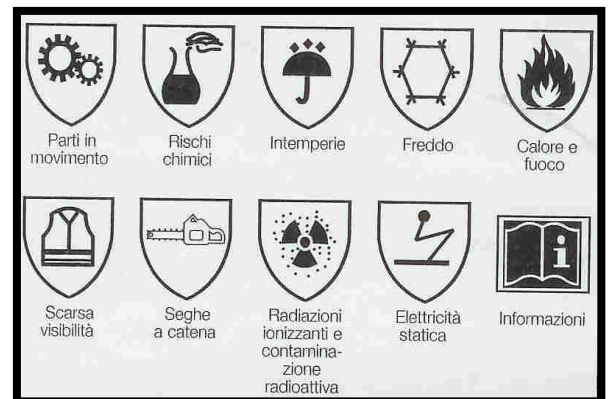 Parti in
movimento
Rischi
chimici
Intemperie
Freddo
Calore e
fuoco
Scarsa
visibilità
Seghe
a catena
Radiazioni
ionizzanti e
contamina-
zione
radioattiva
Elettricità
statica
Informazioni